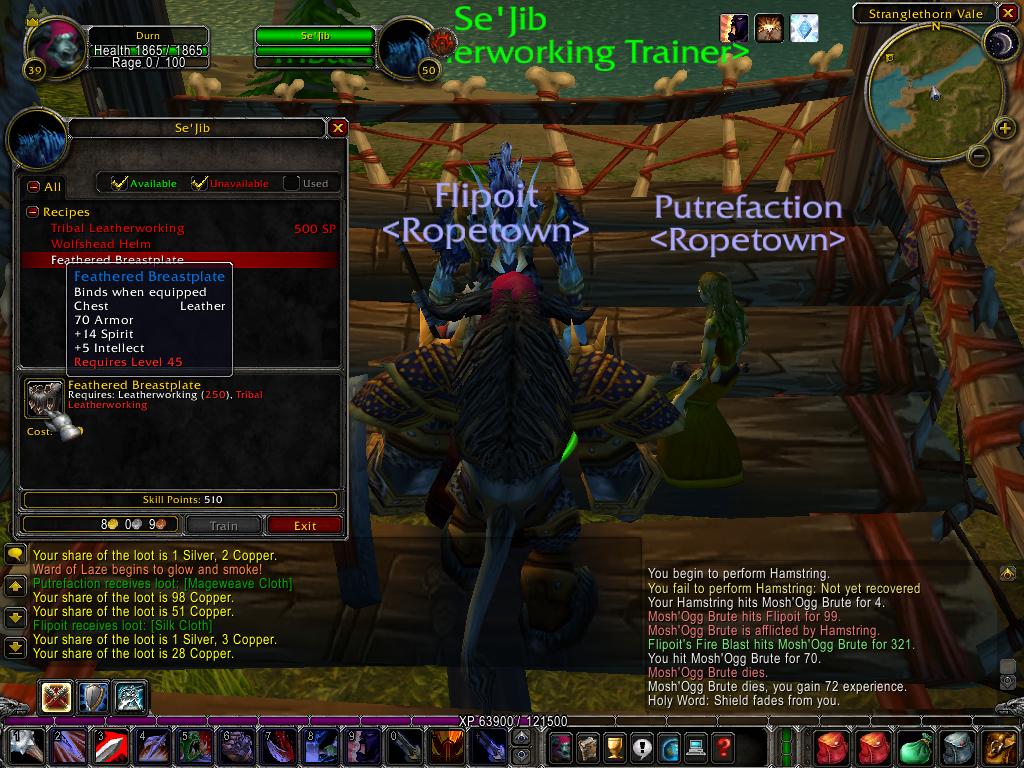 Se'Jib
erworking Trainer>
Stranglethorn Vale
N
Durn
Health 1865 / 1865
Rage 0 / 100
39
Se'Jib
50
Se'Jib
All
Available
Unavailable
Used
Recipes
Tribal Leatherworking 500 SP
Wolfshead Helm
Feathered Breastplate
Feathered Breastplate
Binds when equipped
Chest Leather
70 Armor
+14 Spirit
+5 Intellect
Requires Level 45
Feathered Breastplate
Requires: Leatherworking (250), Tribal
Leatherworking
Cost:
Skill Points: 510
8 0 9
Train
Exit
Flipoit
<Ropetown>
Putrefaction
<Ropetown>
Your share of the loot is 1 Silver, 2 Copper.
Ward of Laze begins to glow and smoke!
Putrefaction receives loot: [Mageweave Cloth]
Your share of the loot is 98 Copper.
Your share of the loot is 51 Copper.
Flipoit receives loot: [Silk Cloth]
Your share of the loot is 1 Silver, 3 Copper.
Your share of the loot is 28 Copper.
You begin to perform Hamstring.
You fail to perform Hamstring: Not yet recovered
Your Hamstring hits Mosh'Ogg Brute for 4.
Mosh'Ogg Brute hits Flipoit for 99.
Mosh'Ogg Brute is afflicted by Hamstring.
Flipoit's Fire Blast hits Mosh'Ogg Brute for 321.
You hit Mosh'Ogg Brute for 70.
Mosh'Ogg Brute dies.
Mosh'Ogg Brute dies, you gain 72 experience.
Holy Word: Shield fades from you.
XP 63900 / 121500
1 2 3 4 5 6 7 8 9 0